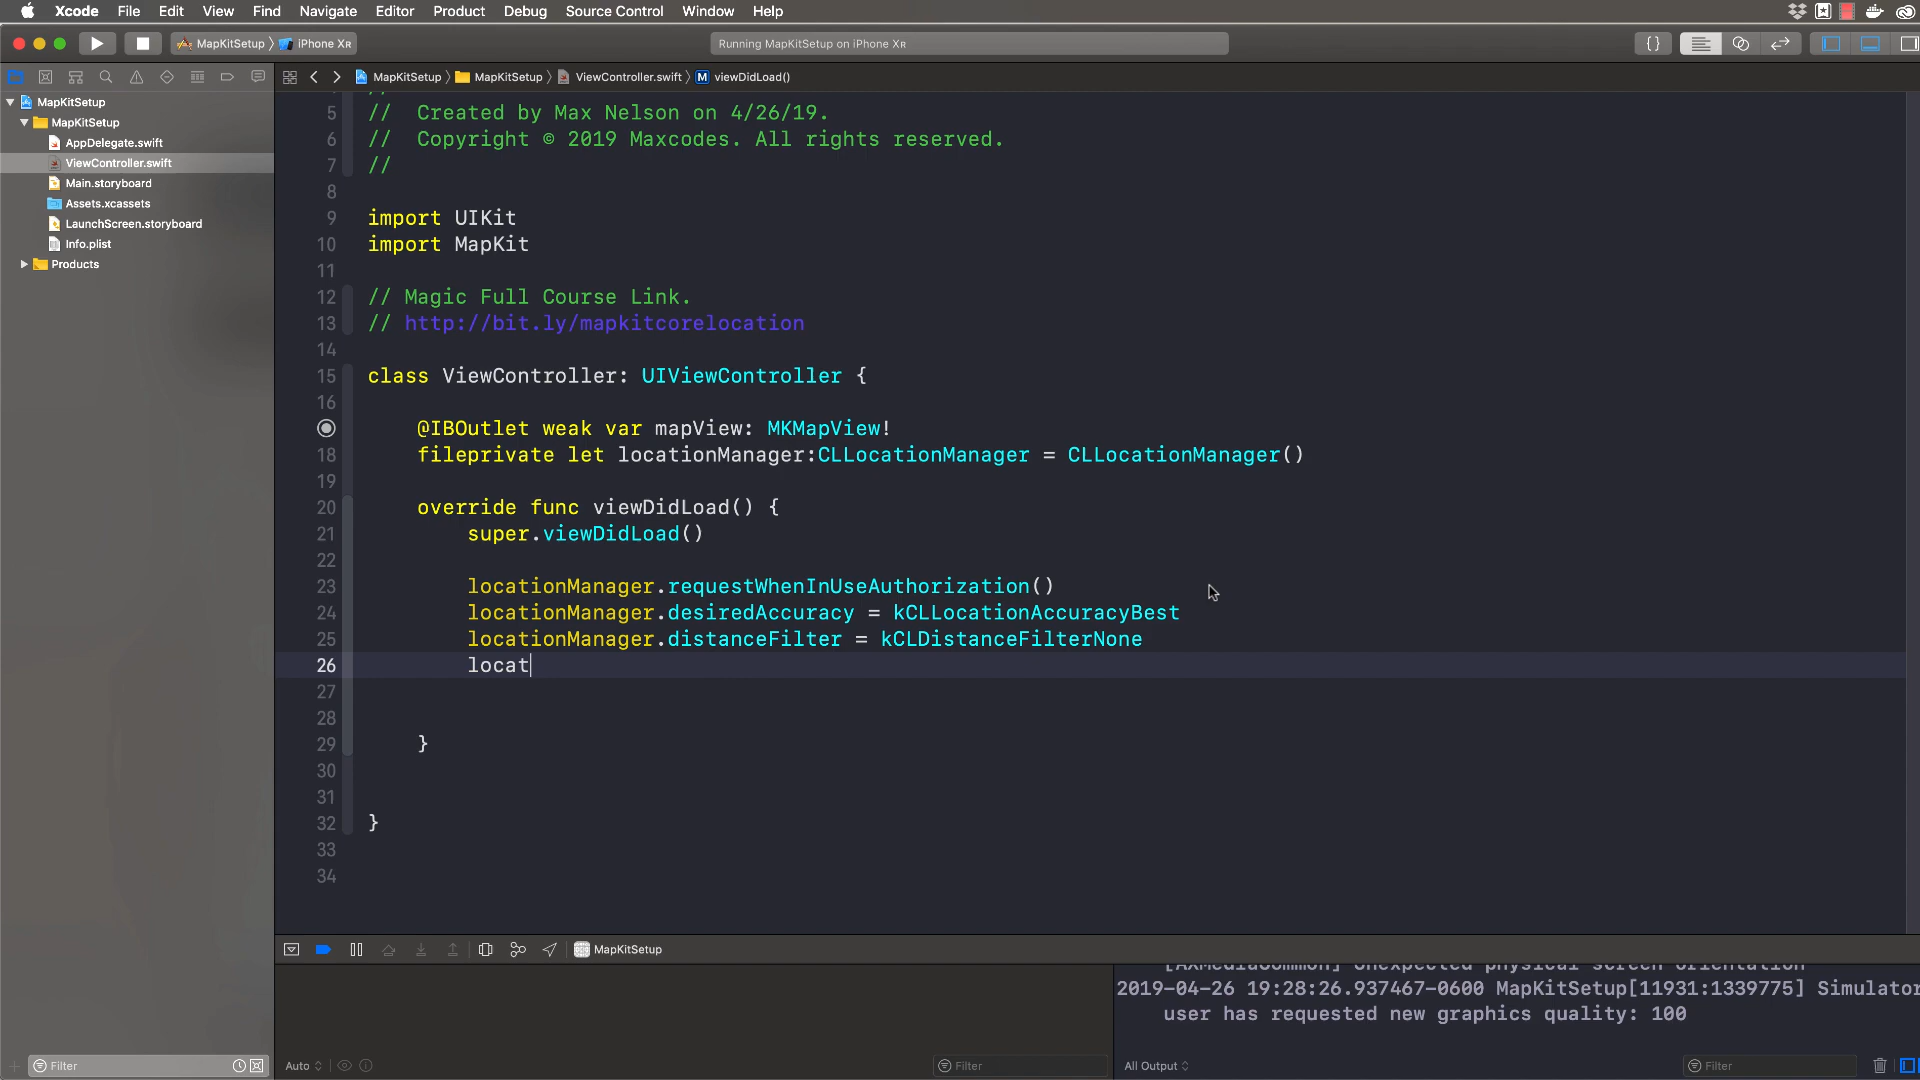 Xcode File Edit View Find Navigate Editor Product Debug Source Control Window Help
MapKitSetup iPhone XR
Running MapKitSetup on iPhone XR
MapKitSetup MapKitSetup ViewController.swift M viewDidLoad()
MapKitSetup
MapKitSetup
AppDelegate.swift
ViewController.swift
Main.storyboard
Assets.xcassets
LaunchScreen.storyboard
Info.plist
Products
5 // Created by Max Nelson on 4/26/19.
6 // Copyright © 2019 Maxcodes. All rights reserved.
7 //
8
9 import UIKit
10 import MapKit
11
12 // Magic Full Course Link.
13 // http://bit.ly/mapkitcorelocation
14
15 class ViewController: UIViewController {
16
@IBOutlet weak var mapView: MKMapView!
18 fileprivate let locationManager:CLLocationManager = CLLocationManager()
19
20 override func viewDidLoad() {
21 super.viewDidLoad()
22
23 locationManager.requestWhenInUseAuthorization()
24 locationManager.desiredAccuracy = kCLLocationAccuracyBest
25 locationManager.distanceFilter = kCLDistanceFilterNone
26 locat
27
28
29 }
30
31
32 }
33
34
MapKitSetup
[AXMediaCommon] Unexpected physical screen orientation
2019-04-26 19:28:26.937467-0600 MapKitSetup[11931:1339775] Simulator
user has requested new graphics quality: 100
Filter
Auto
Filter
All Output
Filter